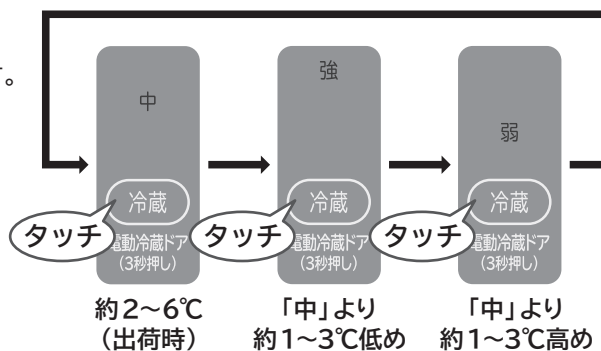 。
中
冷蔵
タッチ
電動冷蔵ドア
(3秒押し)
約2~6℃
(出荷時)
強
冷蔵
タッチ
電動冷蔵ドア
(3秒押し)
「中」より
約1~3℃低め
弱
冷蔵
タッチ
電動冷蔵ドア
(3秒押し)
「中」より
約1~3℃高め